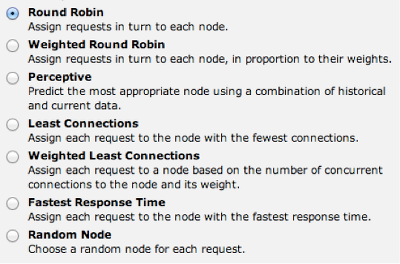 Round Robin
Assign requests in turn to each node.
Weighted Round Robin
Assign requests in turn to each node, in proportion to their weights.
Perceptive
Predict the most appropriate node using a combination of historical
and current data.
Least Connections
Assign each request to the node with the fewest connections.
Weighted Least Connections
Assign each request to a node based on the number of concurrent
connections to the node and its weight.
Fastest Response Time
Assign each request to the node with the fastest response time.
Random Node
Choose a random node for each request.